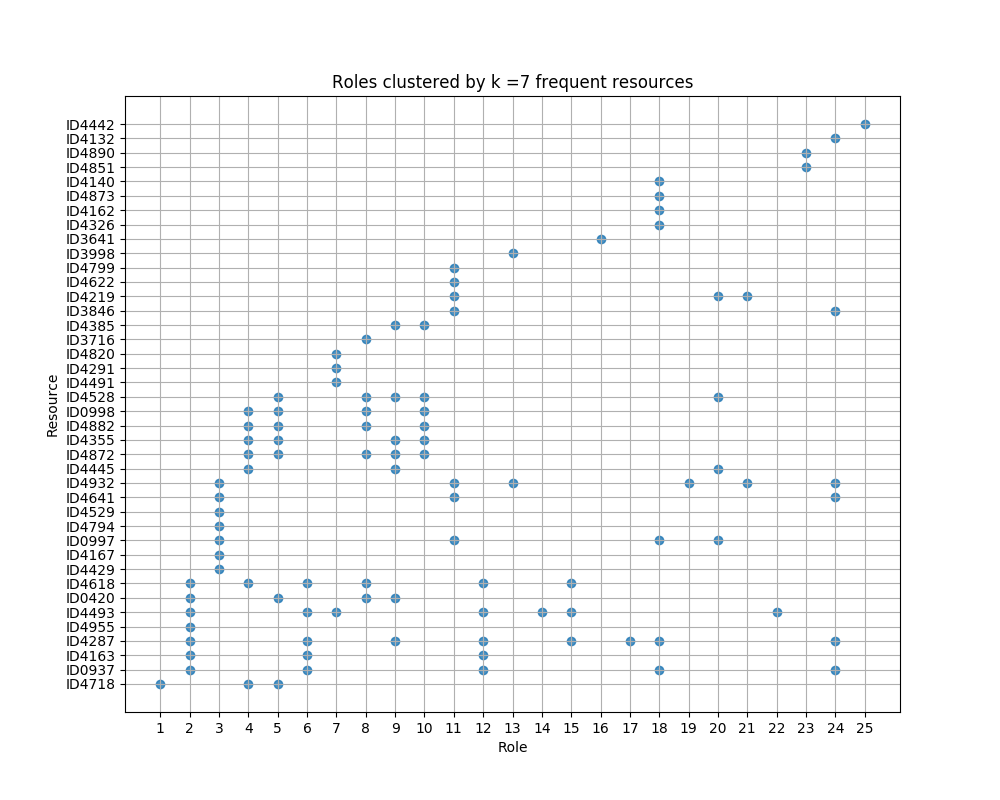 Roles clustered by k =7 frequent resources
ID4442
ID4132
ID4890
ID4851
ID4140
ID4873
ID4162
ID4326
ID3641
ID3998
ID4799
ID4622
ID4219
ID3846
ID4385
ID3716
ID4820
ID4291
ID4491
ID4528
ID0998
ID4882
ID4355
ID4872
ID4445
ID4932
ID4641
ID4529
ID4794
ID0997
ID4167
ID4429
ID4618
ID0420
ID4493
ID4955
ID4287
ID4163
ID0937
ID4718
Resource
1 2 3 4 5 6 7 8 9 10 11 12 13 14 15 16 17 18 19 20 21 22 23 24 25
Role